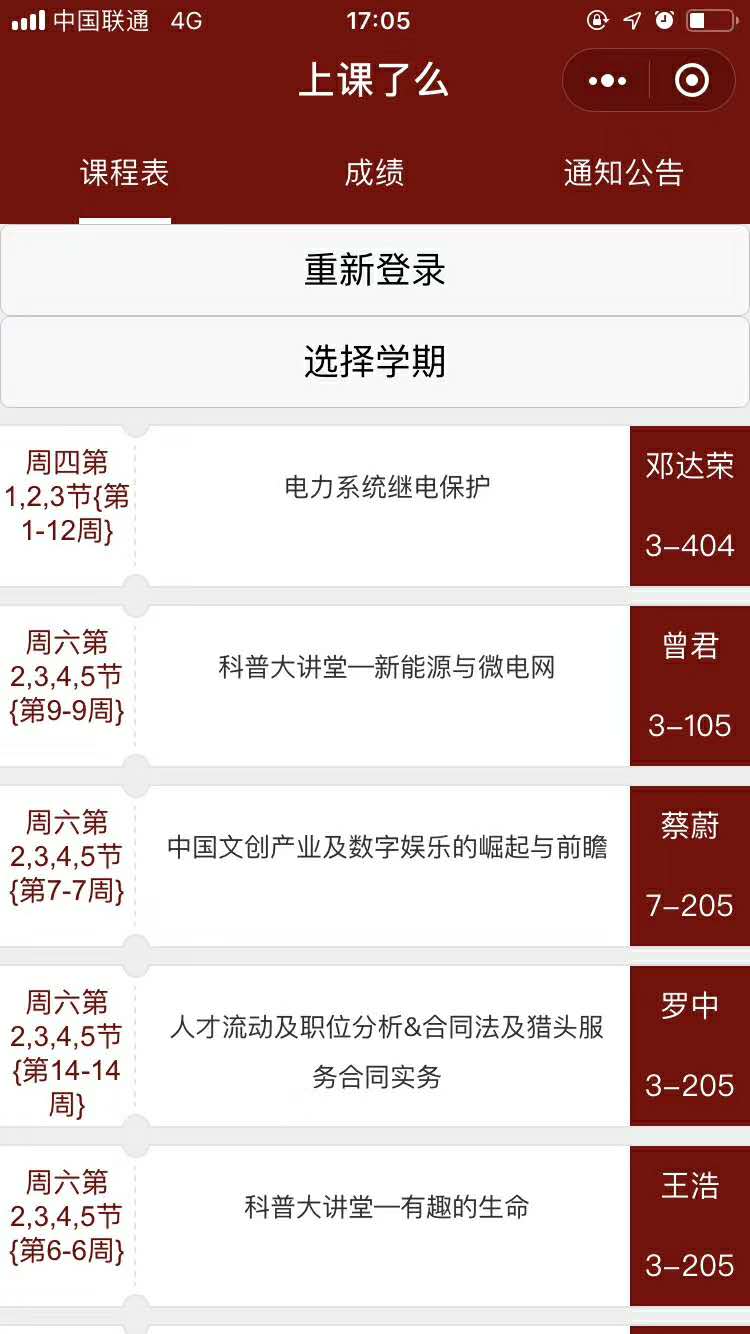 中国联通 4G 17:05
上课了么
课程表 成绩 通知公告
重新登录
选择学期
周四第
1,2,3节{第
1-12周}
电力系统继电保护
邓达荣
3-404
周六第
2,3,4,5节
{第9-9周}
科普大讲堂—新能源与微电网
曾君
3-105
周六第
2,3,4,5节
{第7-7周}
中国文创产业及数字娱乐的崛起与前瞻
蔡蔚
7-205
周六第
2,3,4,5节
{第14-14
周}
人才流动及职位分析&合同法及猎头服
务合同实务
罗中
3-205
周六第
2,3,4,5节
{第6-6周}
科普大讲堂—有趣的生命
王浩
3-205